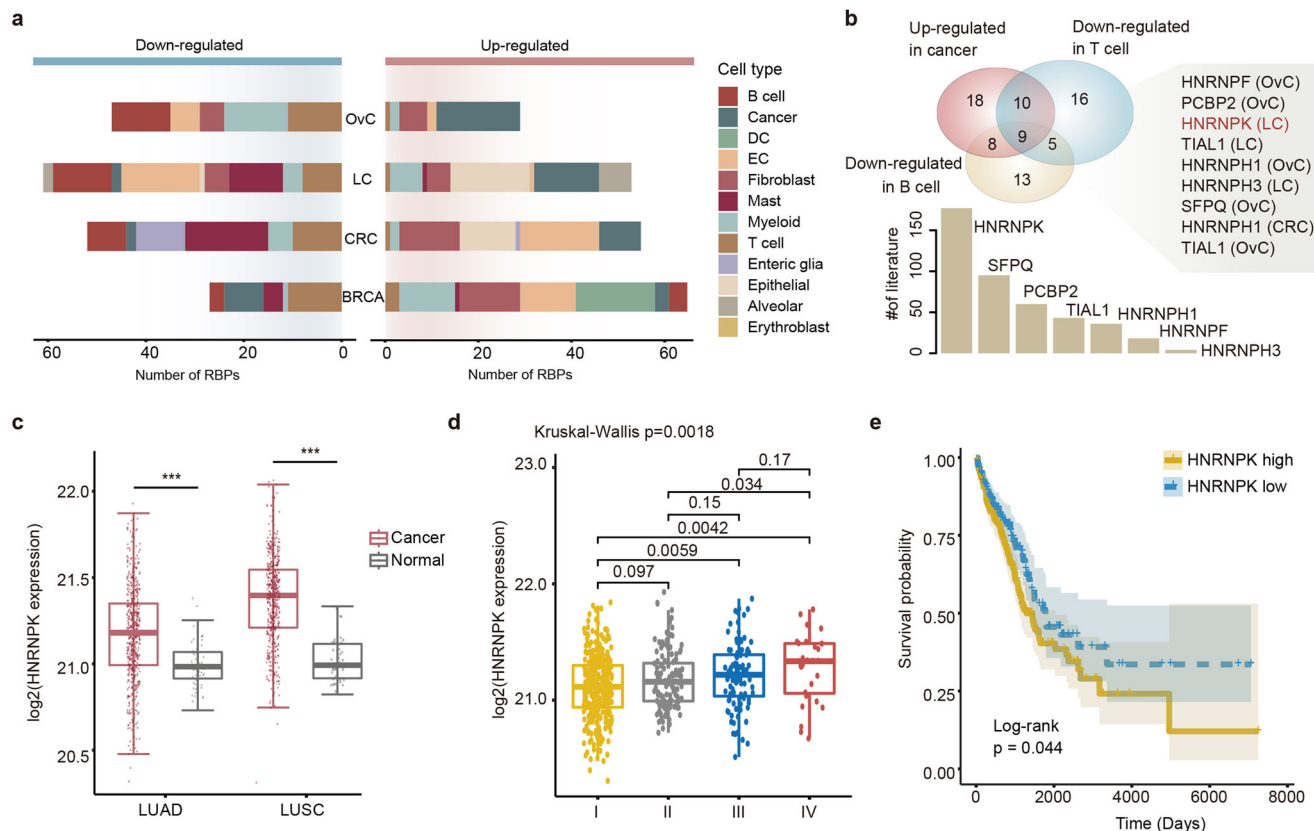 a
Down-regulated
Up-regulated
OvC
LC
CRC
BRCA
60
40
20
0
0
20
40
60
Number of RBPs
Number of RBPs
Cell type
B cell
Cancer
DC
EC
Fibroblast
Mast
Myeloid
T cell
Enteric glia
Epithelial
Alveolar
Erythroblast
b
Up-regulated
in cancer
Down-regulated
in T cell
18
10
16
9
8
5
13
Down-regulated
in B cell
HNRNPF (OvC)
PCBP2 (OvC)
HNRNPK (LC)
TIAL1 (LC)
HNRNPH1 (OvC)
HNRNPH3 (LC)
SFPQ (OvC)
HNRNPH1 (CRC)
TIAL1 (OvC)
#of literature
150
100
50
0
HNRNPK
SFPQ
PCBP2
TIAL1
HNRNPH1
HNRNPF
HNRNPH3
c
***
***
log2(HNRNPK expression)
22.0
21.5
21.0
20.5
Cancer
Normal
LUAD
LUSC
d
Kruskal-Wallis p=0.0018
log2(HNRNPK expression)
23.0
22.0
21.0
0.17
0.034
0.15
0.0042
0.0059
0.097
I
II
III
IV
e
Survival probability
1.00
0.75
0.50
0.25
0.00
HNRNPK high
HNRNPK low
Log-rank
p = 0.044
0
2000
4000
6000
8000
Time (Days)